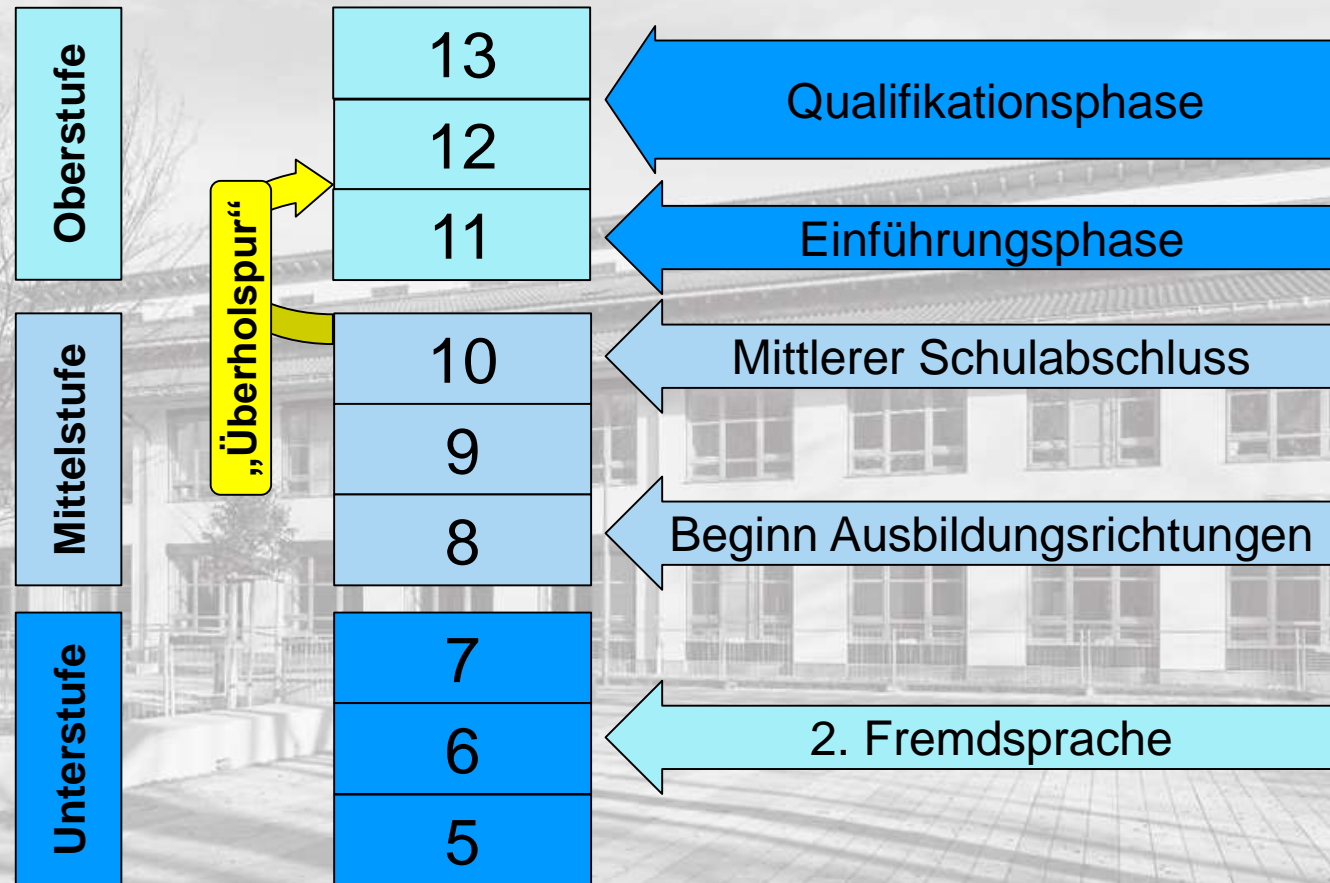 Oberstufe
13
Qualifikationsphase
12
11
Einführungsphase
„Überholspur“
Mittelstufe
10
Mittlerer Schulabschluss
9
8
Beginn Ausbildungsrichtungen
Unterstufe
7
6
2. Fremdsprache
5